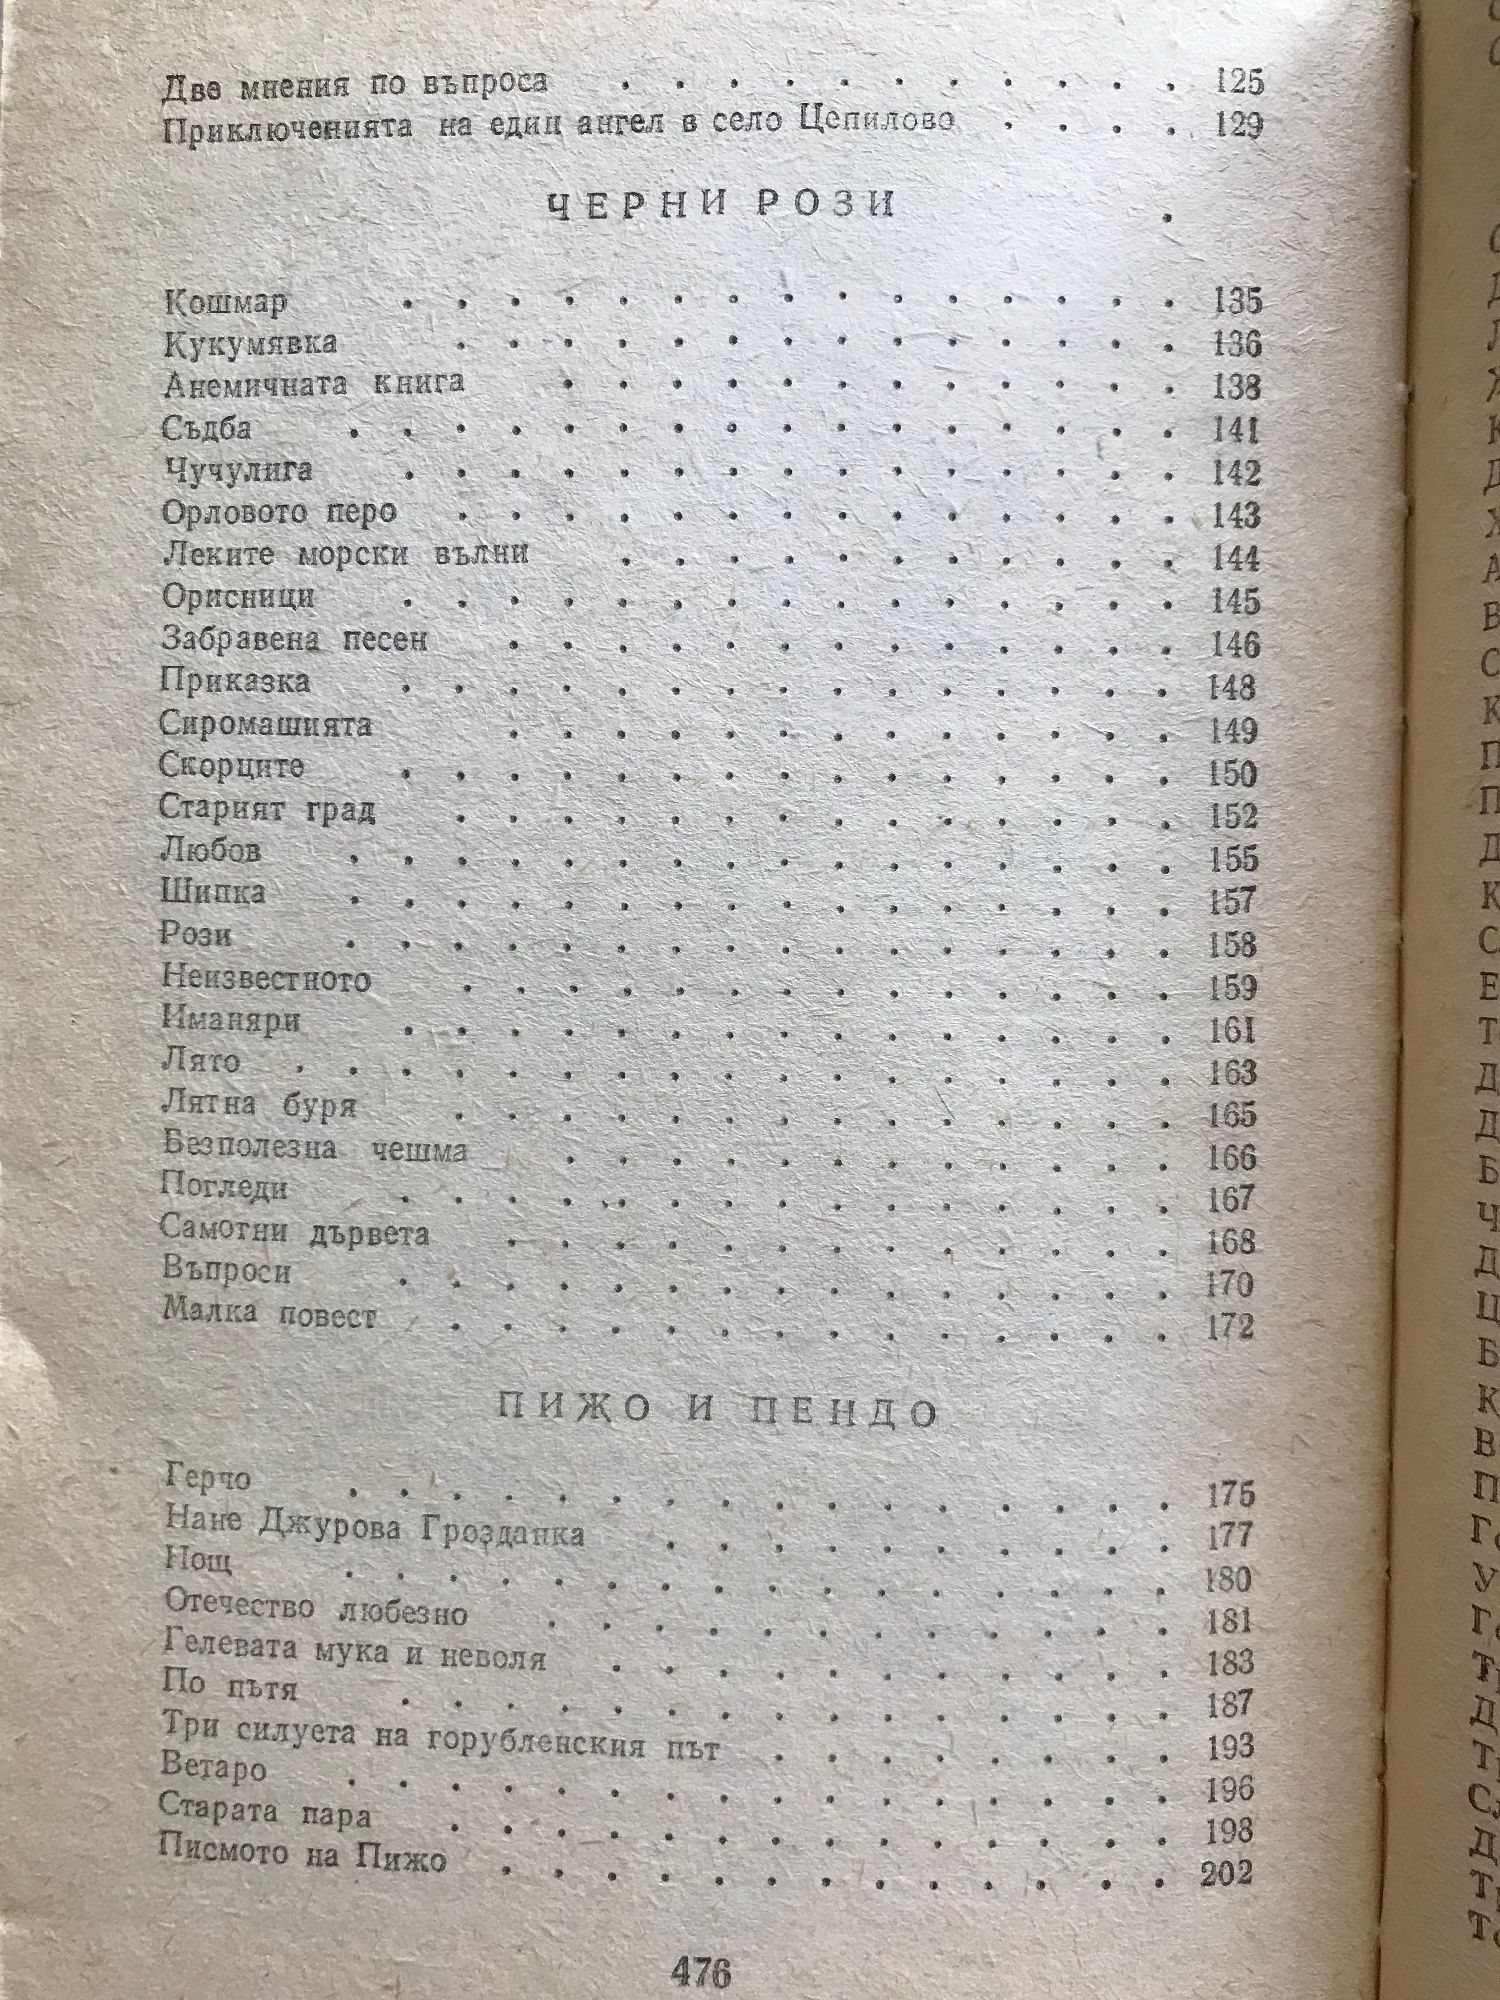 Две мнения по въпроса . . . . . . . . . . . 125
Приключенията на един ангел в село Цепилово . . . . 129
ЧЕРНИ РОЗИ
Кошмар . . . . . . . . . . . . . . . 135
Кукумявка . . . . . . . . . . . . . . 136
Анемичната книга . . . . . . . . . . . . 138
Съдба . . . . . . . . . . . . . . . . 141
Чучулига . . . . . . . . . . . . . . . 142
Орловото перо . . . . . . . . . . . . . . 143
Леките морски вълни . . . . . . . . . . . 144
Орисници . . . . . . . . . . . . . . . 145
Забравена песен . . . . . . . . . . . . . 146
Приказка . . . . . . . . . . . . . . . 148
Сиромашията . . . . . . . . . . . . . 149
Скорците . . . . . . . . . . . . . . . 150
Старият град . . . . . . . . . . . . . . 152
Любов . . . . . . . . . . . . . . . . 155
Шипка . . . . . . . . . . . . . . . . 157
Рози . . . . . . . . . . . . . . . . 158
Неизвестното . . . . . . . . . . . . . . 159
Иманяри . . . . . . . . . . . . . . . 161
Лято . . . . . . . . . . . . . . . . . 163
Лятна буря . . . . . . . . . . . . . . 165
Безполезна чешма . . . . . . . . . . . . 166
Погледи . . . . . . . . . . . . . . . 167
Самотни дървета . . . . . . . . . . . . . 168
Въпроси . . . . . . . . . . . . . . . 170
Малка повест . . . . . . . . . . . . . . 172
ПИЖО И ПЕНДО
Герчо . . . . . . . . . . . . . . . . 175
Нане Джурова Грозданка . . . . . . . . . . 177
Нощ . . . . . . . . . . . . . . . . 180
Отечество любезно . . . . . . . . . . . . 181
Гелевата мука и неволя . . . . . . . . . . . 183
По пътя . . . . . . . . . . . . . . . 187
Три силуета на горубленския път . . . . . . . . 193
Ветаро . . . . . . . . . . . . . . . . 196
Старата пара . . . . . . . . . . . . . . 198
Писмото на Пижо . . . . . . . . . . . . . 202
476